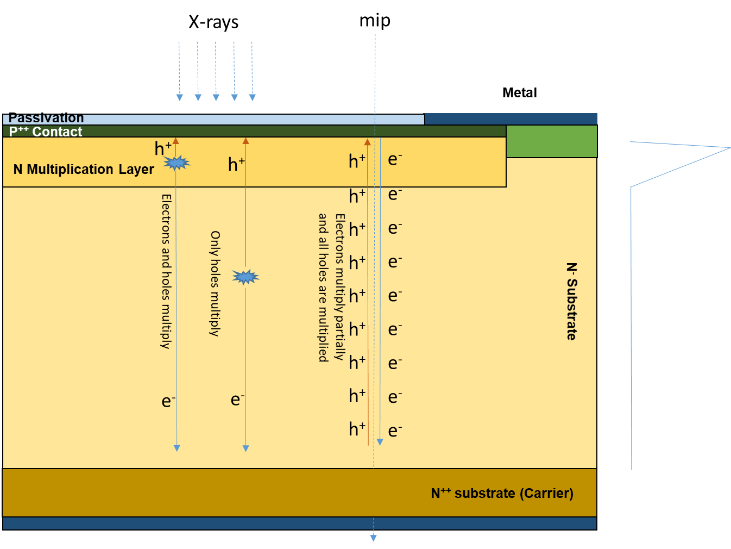 X-rays
mip
Metal
Passivation
P++ Contact
h+
N Multiplication Layer
h+
h+ e-
h+ e-
h+ e-
h+ e-
h+ e-
h+ e-
h+ e-
h+ e-
h+ e-
Electrons and holes multiply
Only holes multiply
Electrons multiply partially
and all holes are multiplied
N- Substrate
e-
e-
N++ substrate (Carrier)